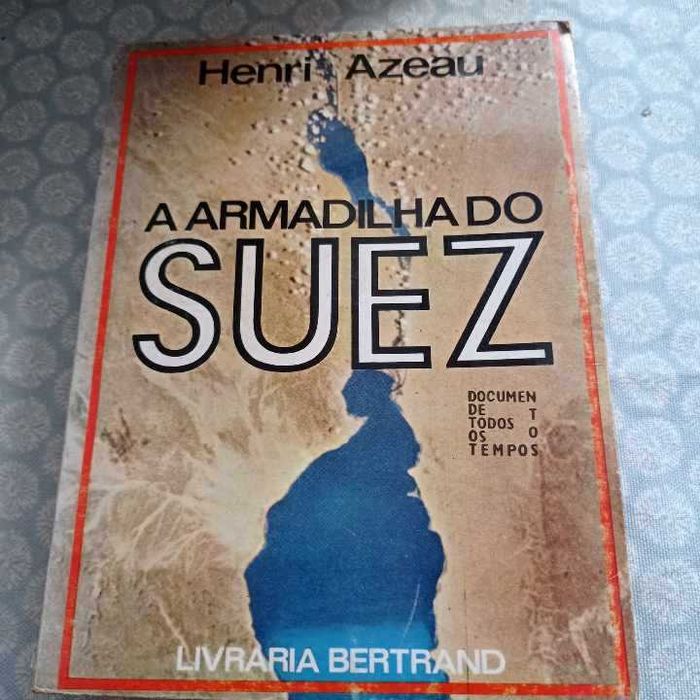 Henri Azeau
A ARMADILHA DO
SUEZ
DOCUMEN
DE T
TODOS
OS O
TEMPOS
LIVRARIA BERTRAND